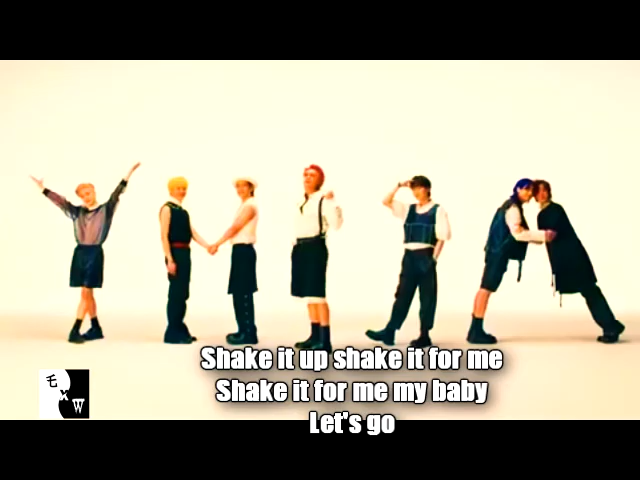 Shake it up shake it for me
Shake it for me my baby
Let's go
X
W